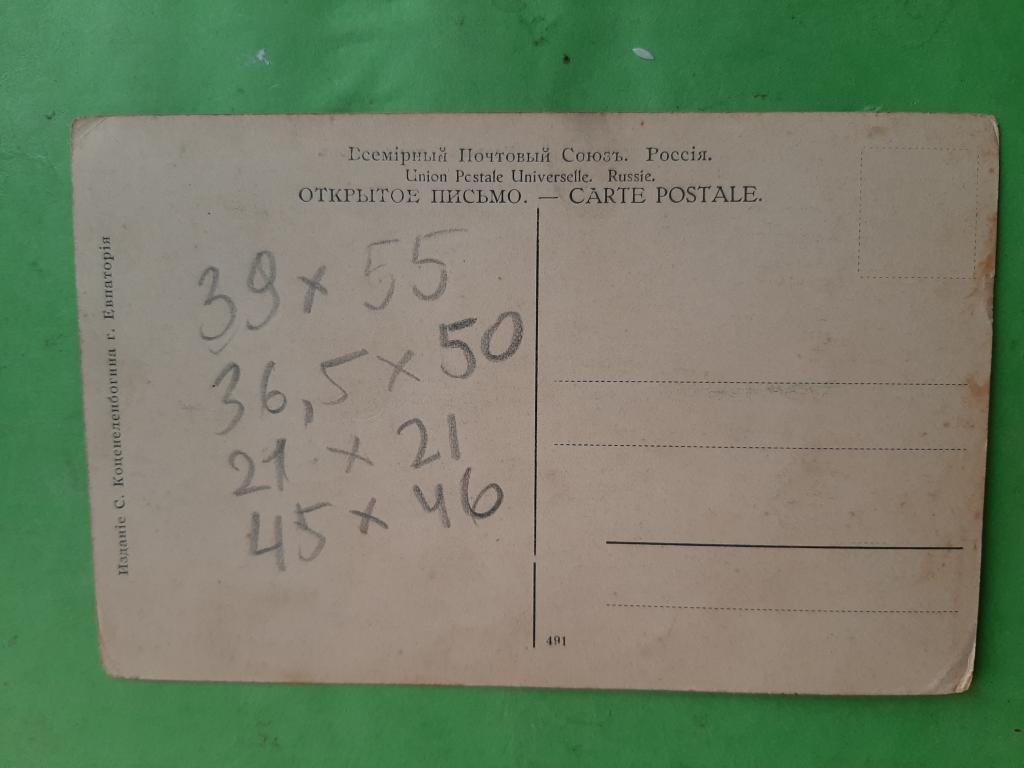 Всемірный Почтовый Союзъ. Россія.
Union Postale Universelle. Russie.
ОТКРЫТОЕ ПИСЬМО. — CARTE POSTALE.
Изданіе С. Коценеленбогина г. Евпаторія
39 x 55
36,5 x 50
21 x 21
45 x 46
491